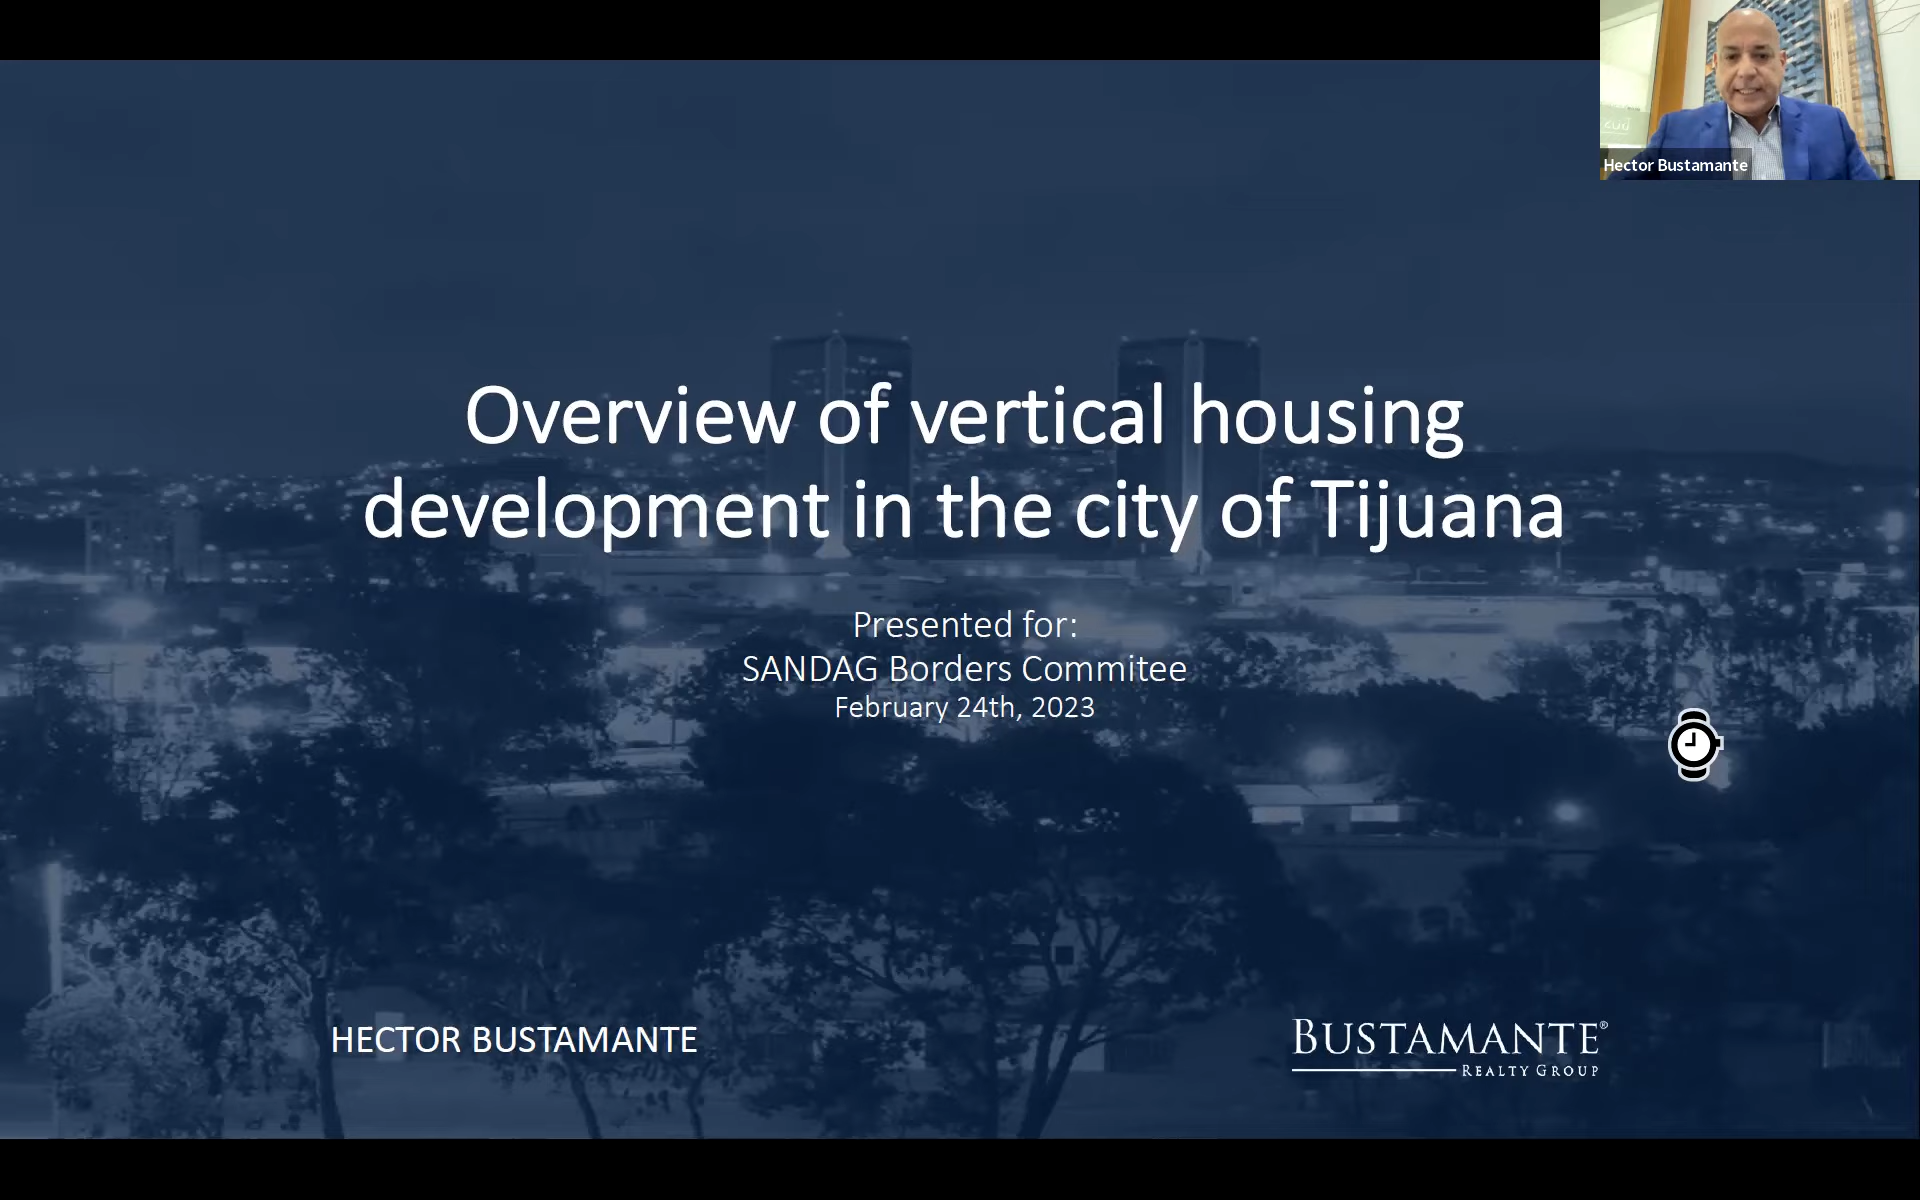 Hector Bustamante
Overview of vertical housing
development in the city of Tijuana
Presented for:
SANDAG Borders Commitee
February 24th, 2023
HECTOR BUSTAMANTE
BUSTAMANTE®
REALTY GROUP